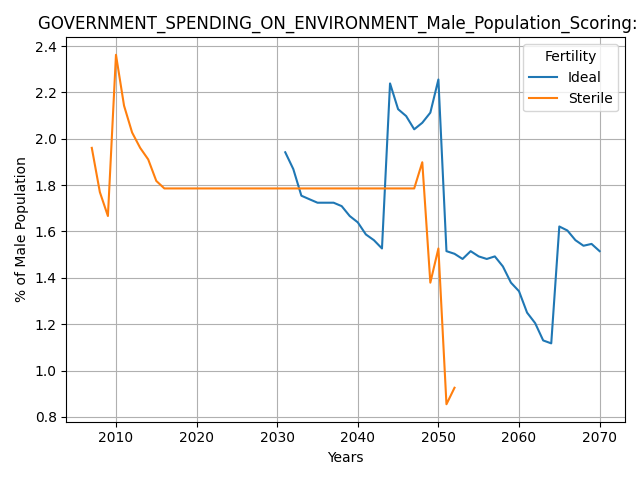 GOVERNMENT_SPENDING_ON_ENVIRONMENT_Male_Population_Scoring:
Fertility
Ideal
Sterile
2.4
2.2
2.0
1.8
1.6
1.4
1.2
1.0
0.8
% of Male Population
2010 2020 2030 2040 2050 2060 2070
Years